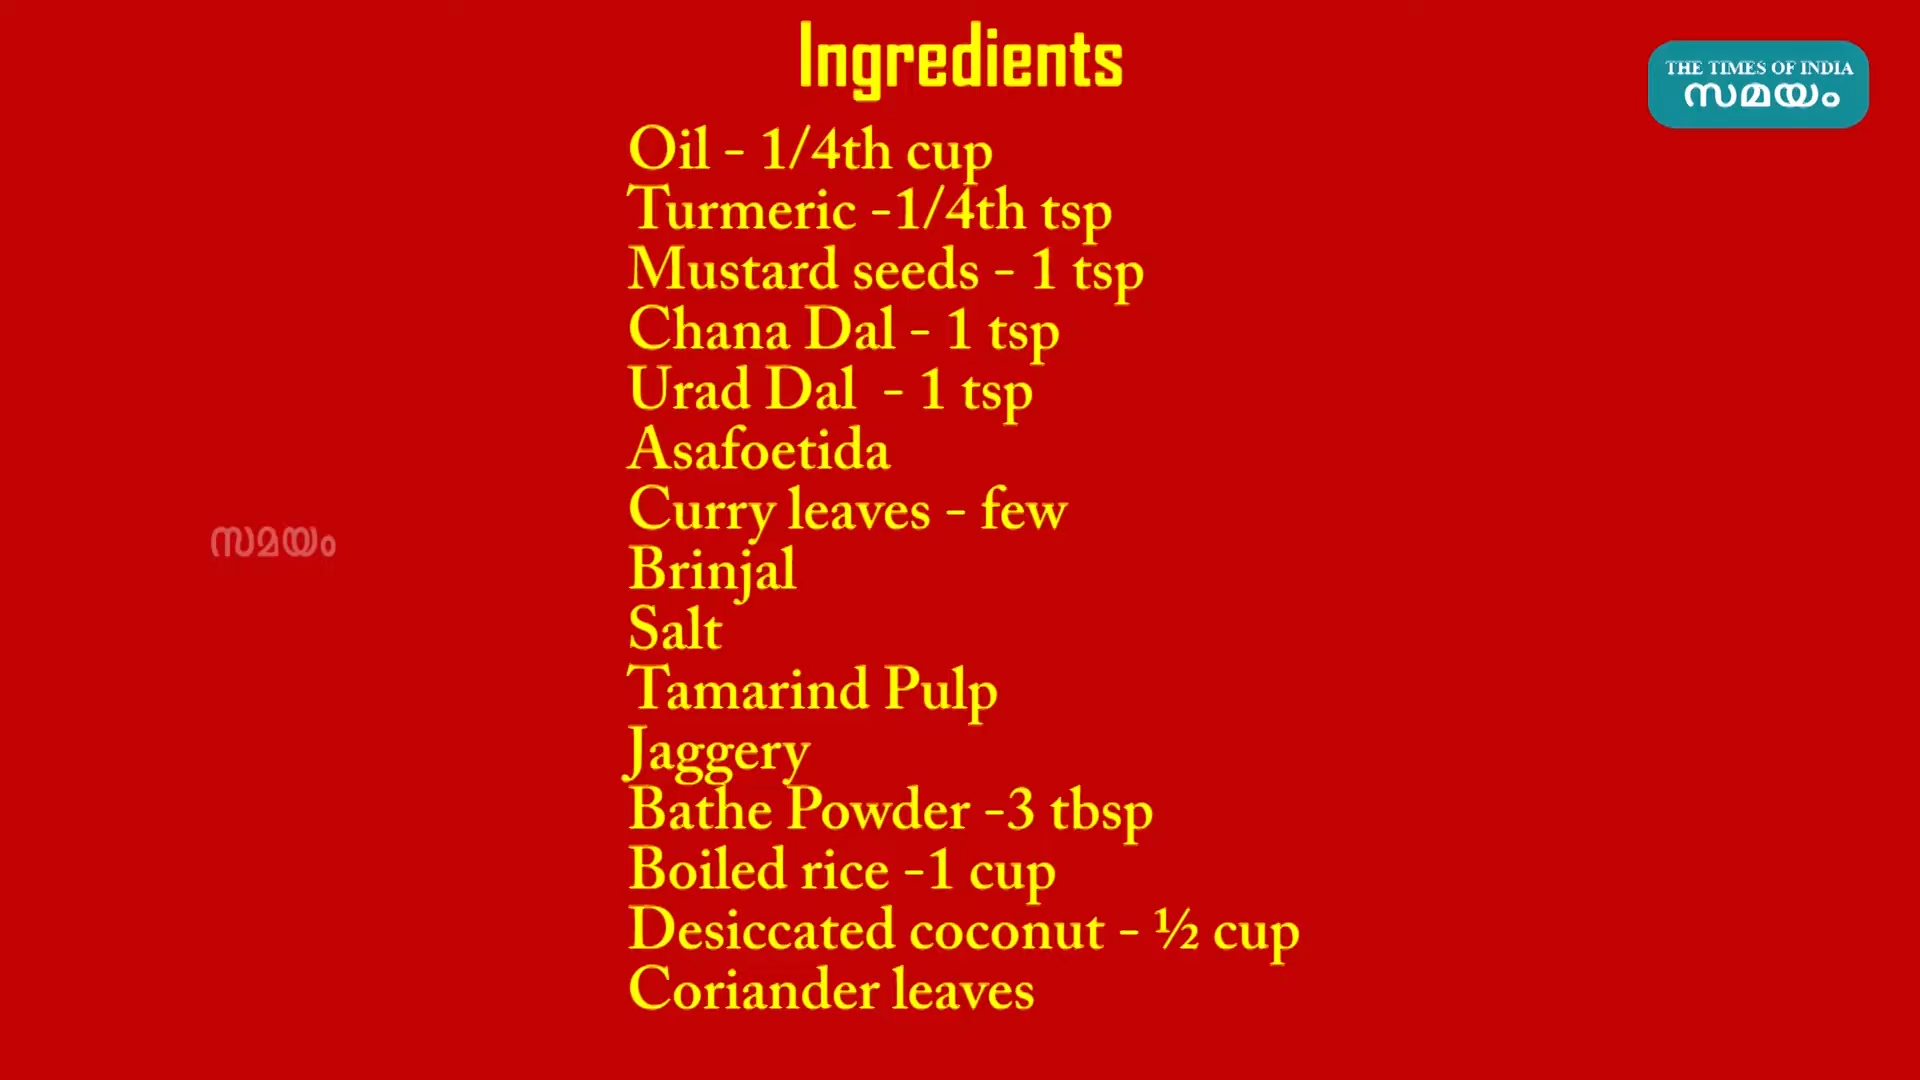 Ingredients
THE TIMES OF INDIA
സമയം
Oil - 1/4th cup
Turmeric -1/4th tsp
Mustard seeds - 1 tsp
Chana Dal - 1 tsp
Urad Dal  - 1 tsp
Asafoetida
Curry leaves - few
സമയം
Brinjal
Salt
Tamarind Pulp
Jaggery
Bathe Powder -3 tbsp
Boiled rice -1 cup
Desiccated coconut - ½ cup
Coriander leaves